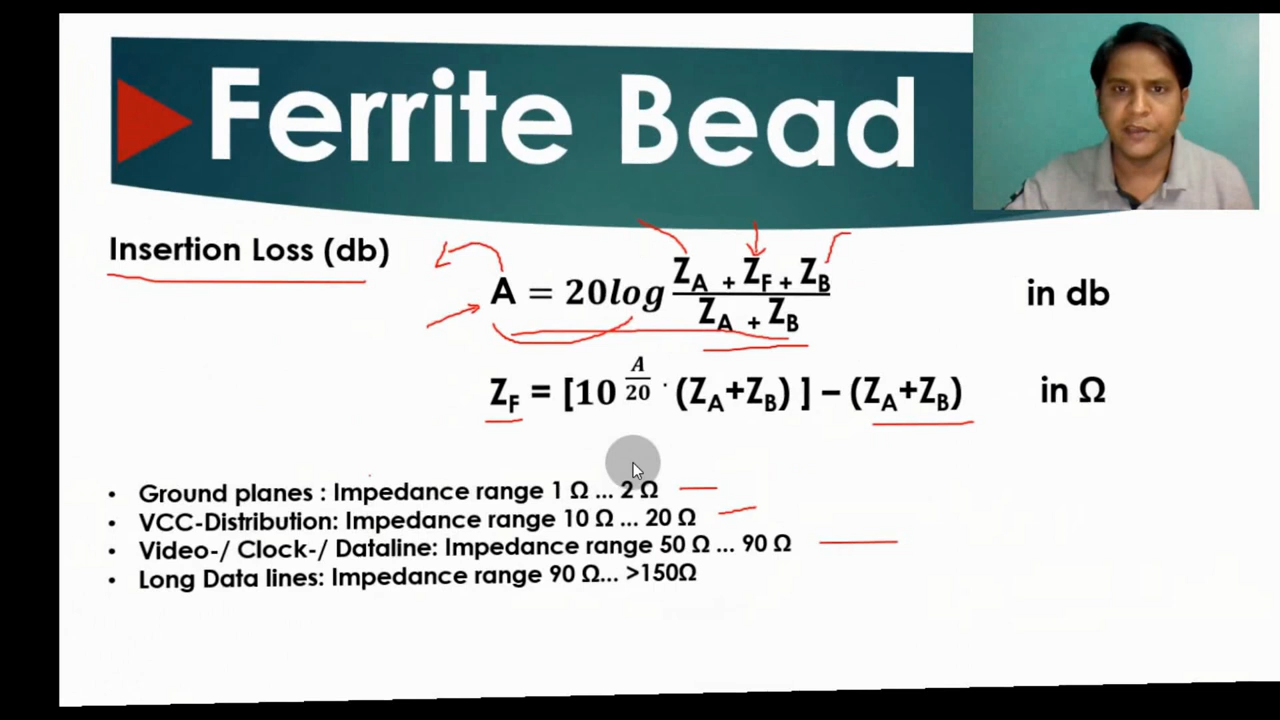 Ferrite Bead
Insertion Loss (db)
A = 20log (Z_A + Z_F + Z_B) / (Z_A + Z_B) in db
Z_F = [10^(A/20) · (Z_A+Z_B) ] – (Z_A+Z_B) in Ω
• Ground planes : Impedance range 1 Ω ... 2 Ω
• VCC-Distribution: Impedance range 10 Ω ... 20 Ω
• Video-/ Clock-/ Dataline: Impedance range 50 Ω ... 90 Ω
• Long Data lines: Impedance range 90 Ω... >150Ω